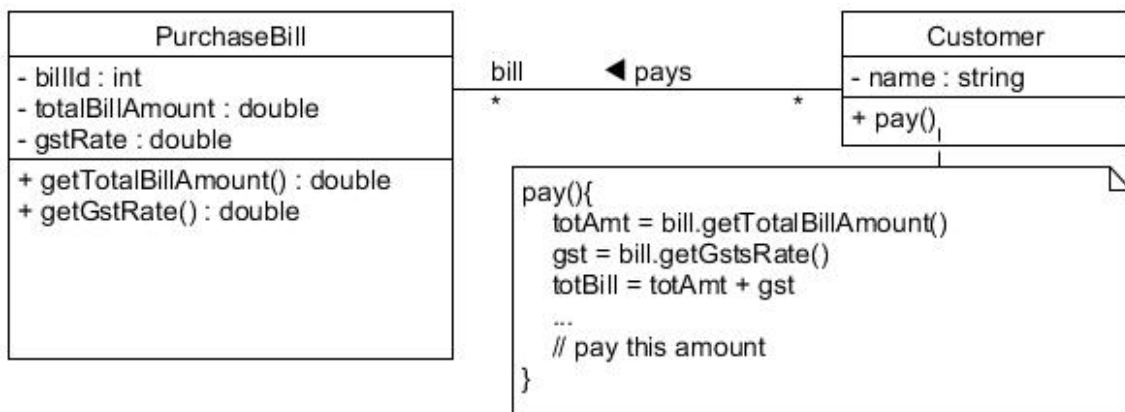 PurchaseBill
- billId : int
- totalBillAmount : double
- gstRate : double
+ getTotalBillAmount() : double
+ getGstRate() : double
bill ◀ pays
* *
Customer
- name : string
+ pay()
pay(){
totAmt = bill.getTotalBillAmount()
gst = bill.getGstsRate()
totBill = totAmt + gst
...
// pay this amount
}